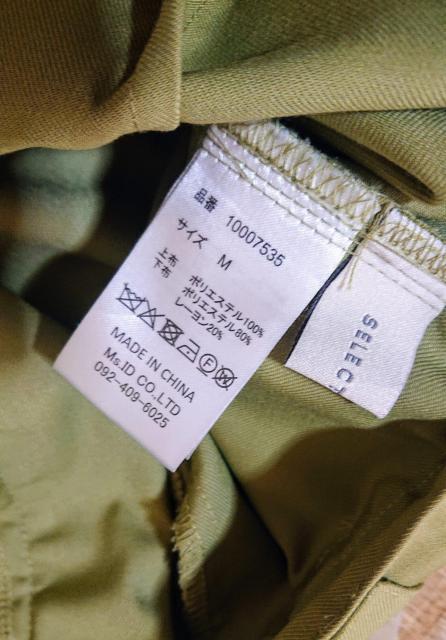 品番 10007535
サイズ M
上布 ポリエステル100%
下布 ポリエステル80%
レーヨン20%
MADE IN CHINA
Ms.ID CO.,LTD
092-409-6025
SELECT